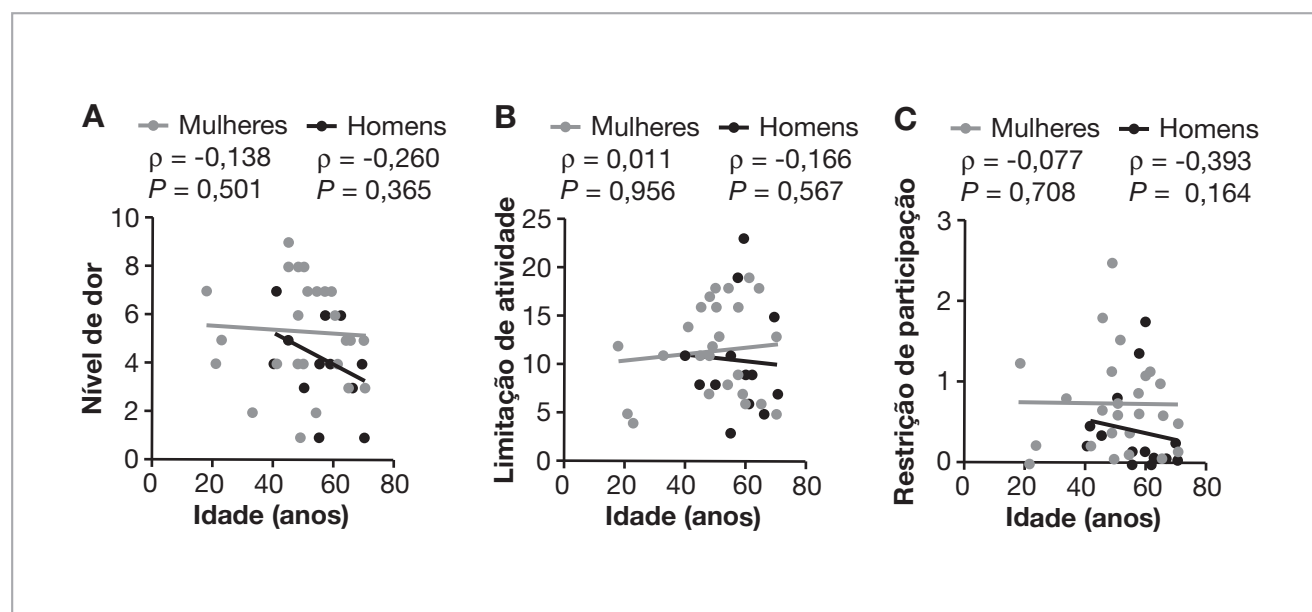 A
Mulheres Homens
ρ = -0,138 ρ = -0,260
P = 0,501 P = 0,365
Nível de dor
10
8
6
4
2
0
0 20 40 60 80
Idade (anos)
B
Mulheres Homens
ρ = 0,011 ρ = -0,166
P = 0,956 P = 0,567
Limitação de atividade
25
20
15
10
5
0
0 20 40 60 80
Idade (anos)
C
Mulheres Homens
ρ = -0,077 ρ = -0,393
P = 0,708 P = 0,164
Restrição de participação
3
2
1
0
0 20 40 60 80
Idade (anos)